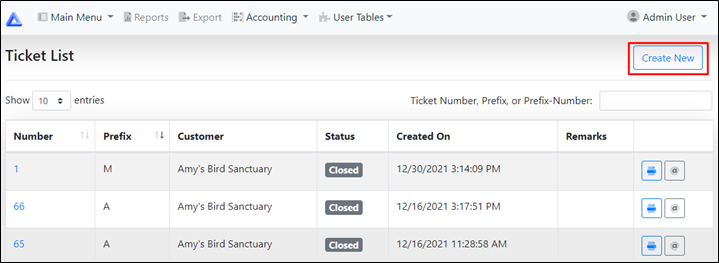 Main Menu Reports Export Accounting User Tables Admin User
Ticket List Create New
Show 10 entries Ticket Number, Prefix, or Prefix-Number:
Number Prefix Customer Status Created On Remarks
1 M Amy's Bird Sanctuary Closed 12/30/2021 3:14:09 PM @
66 A Amy's Bird Sanctuary Closed 12/16/2021 3:17:51 PM @
65 A Amy's Bird Sanctuary Closed 12/16/2021 11:28:58 AM @